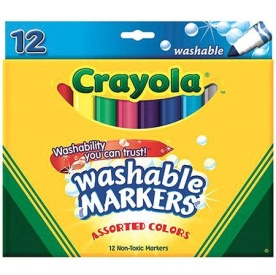 12
washable
Crayola
Washability
you can trust!
washable
MARKERS
ASSORTED COLORS
12 Non-Toxic Markers